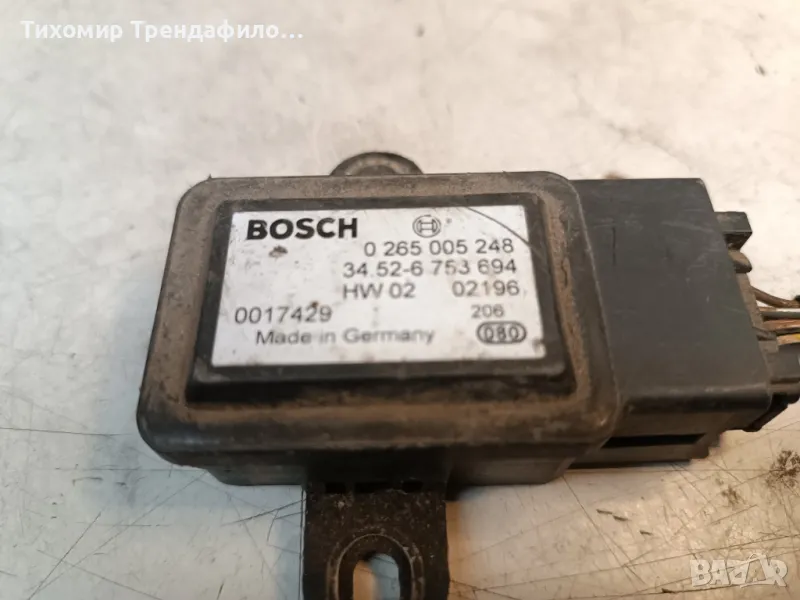 Тихомир Трендафило...
BOSCH
0 265 005 248
34.52-6 753 694
HW 02 02196
0017429 206
Made in Germany 080
BAZAR